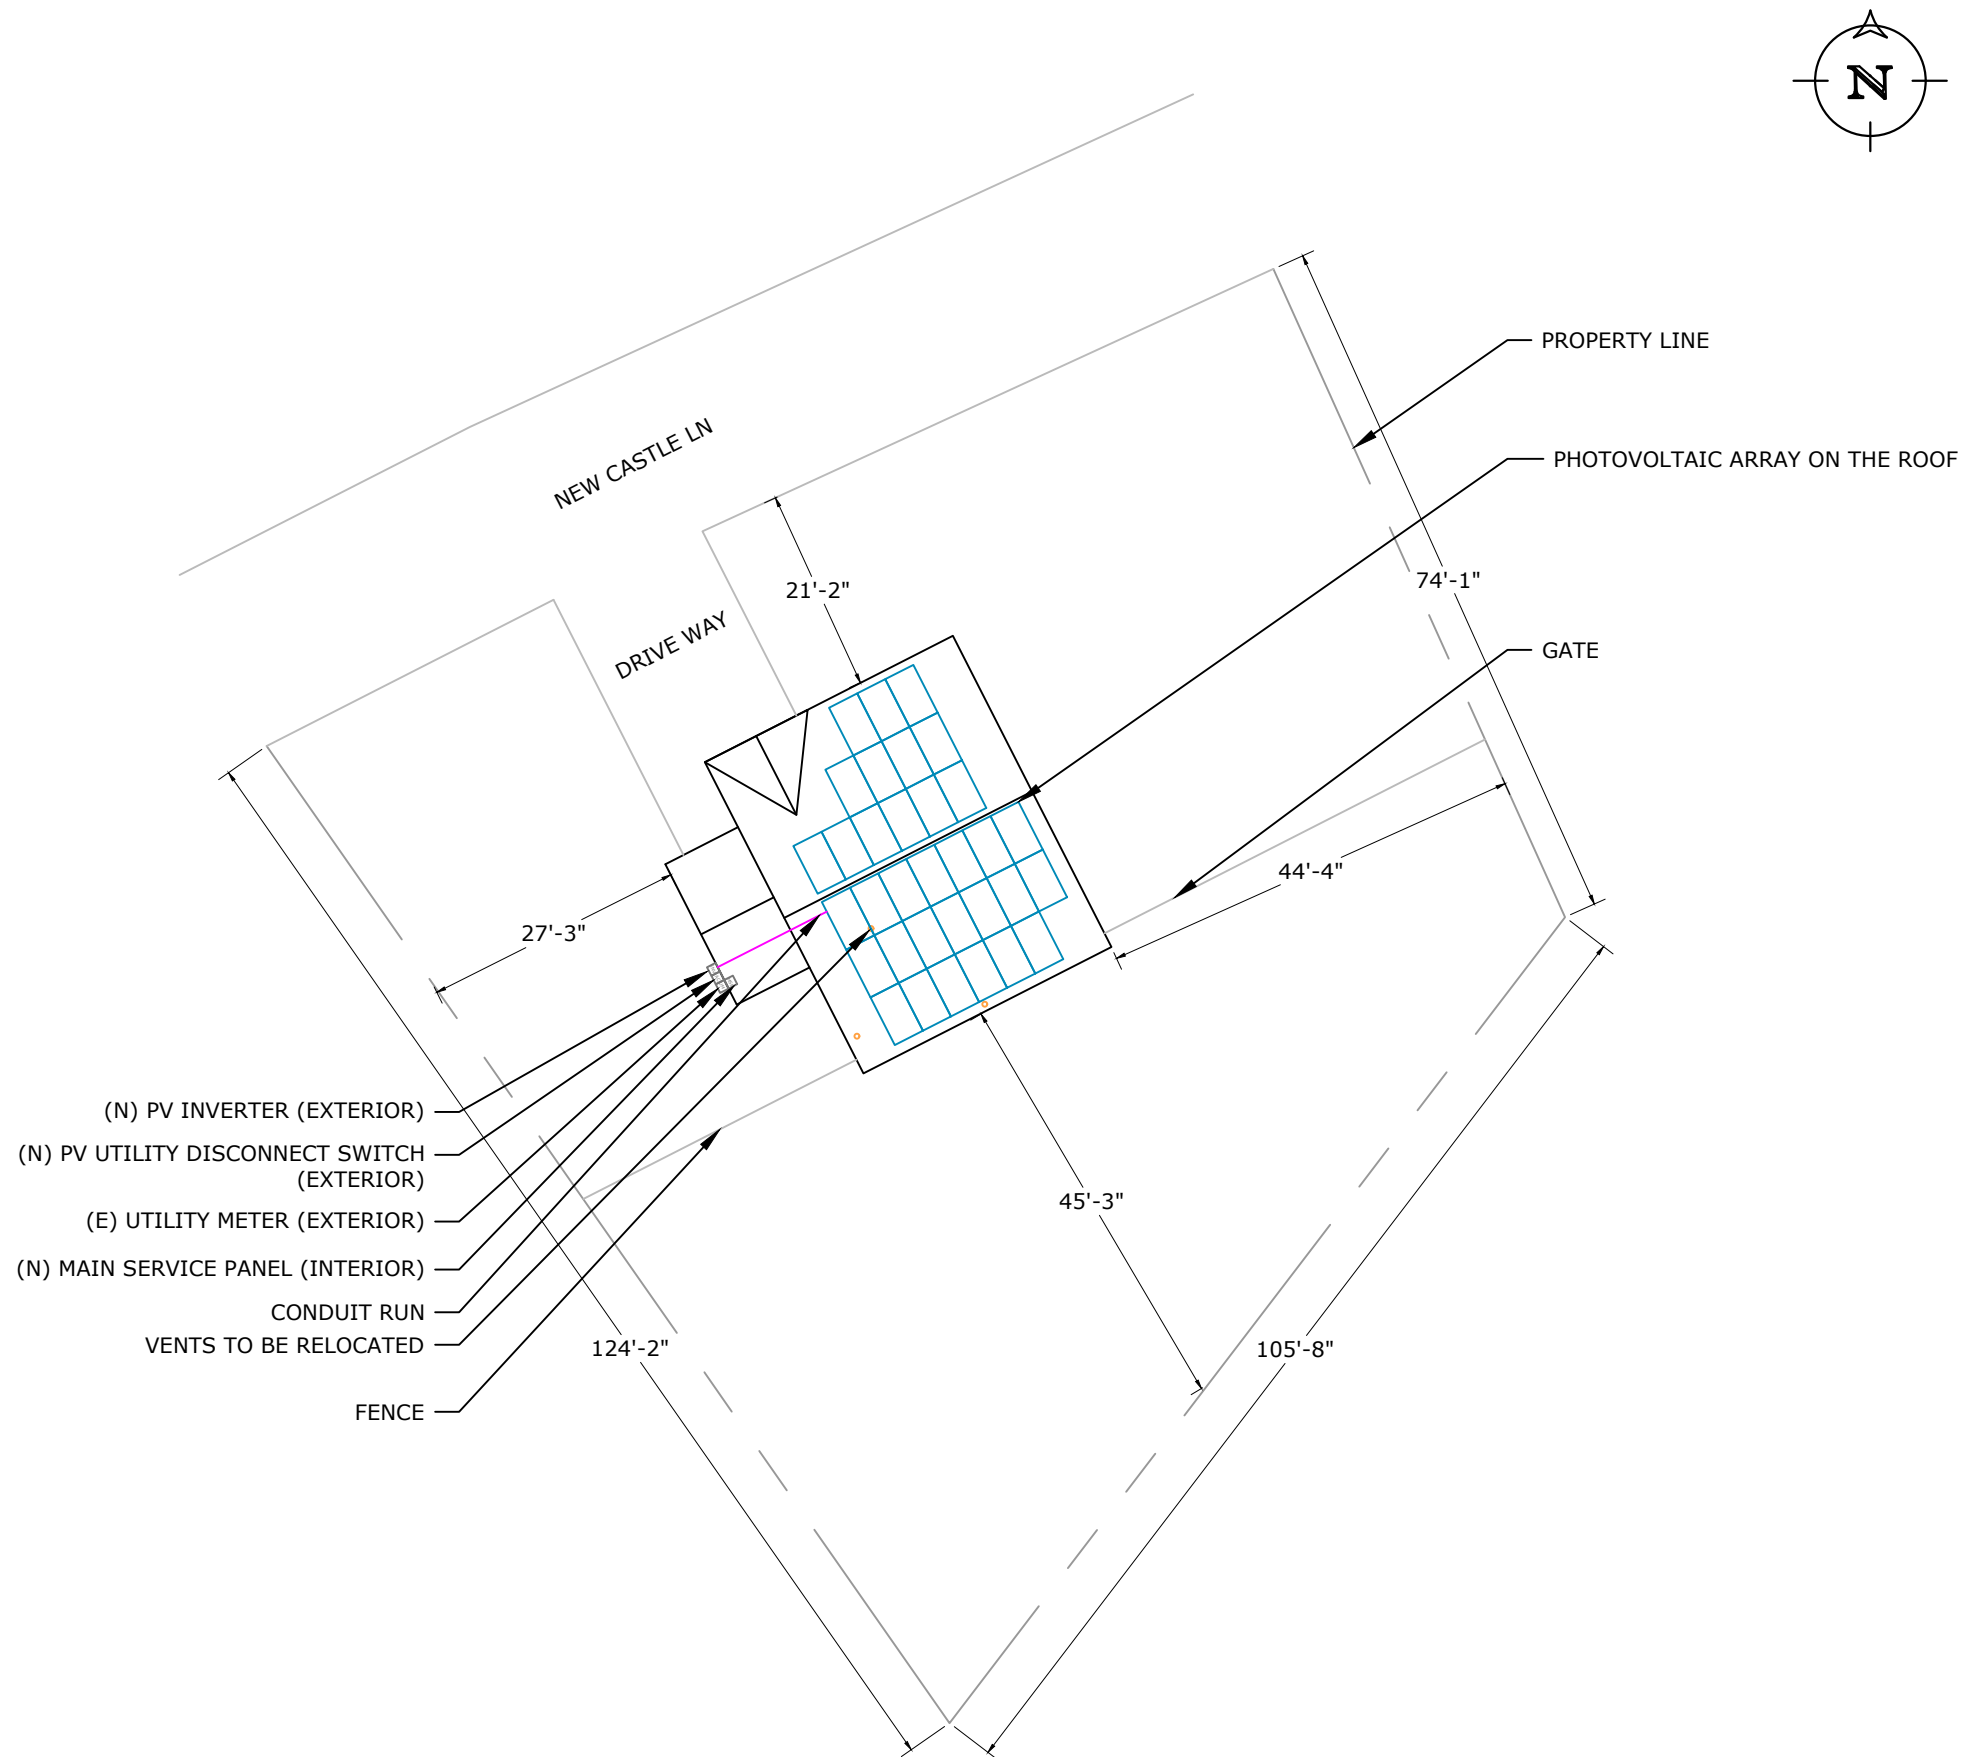 N
PROPERTY LINE
PHOTOVOLTAIC ARRAY ON THE ROOF
NEW CASTLE LN
74'-1"
21'-2"
DRIVE WAY
GATE
44'-4"
27'-3"
(N) PV INVERTER (EXTERIOR)
(N) PV UTILITY DISCONNECT SWITCH
(EXTERIOR)
(E) UTILITY METER (EXTERIOR)
(N) MAIN SERVICE PANEL (INTERIOR)
CONDUIT RUN
VENTS TO BE RELOCATED
FENCE
45'-3"
124'-2"
105'-8"